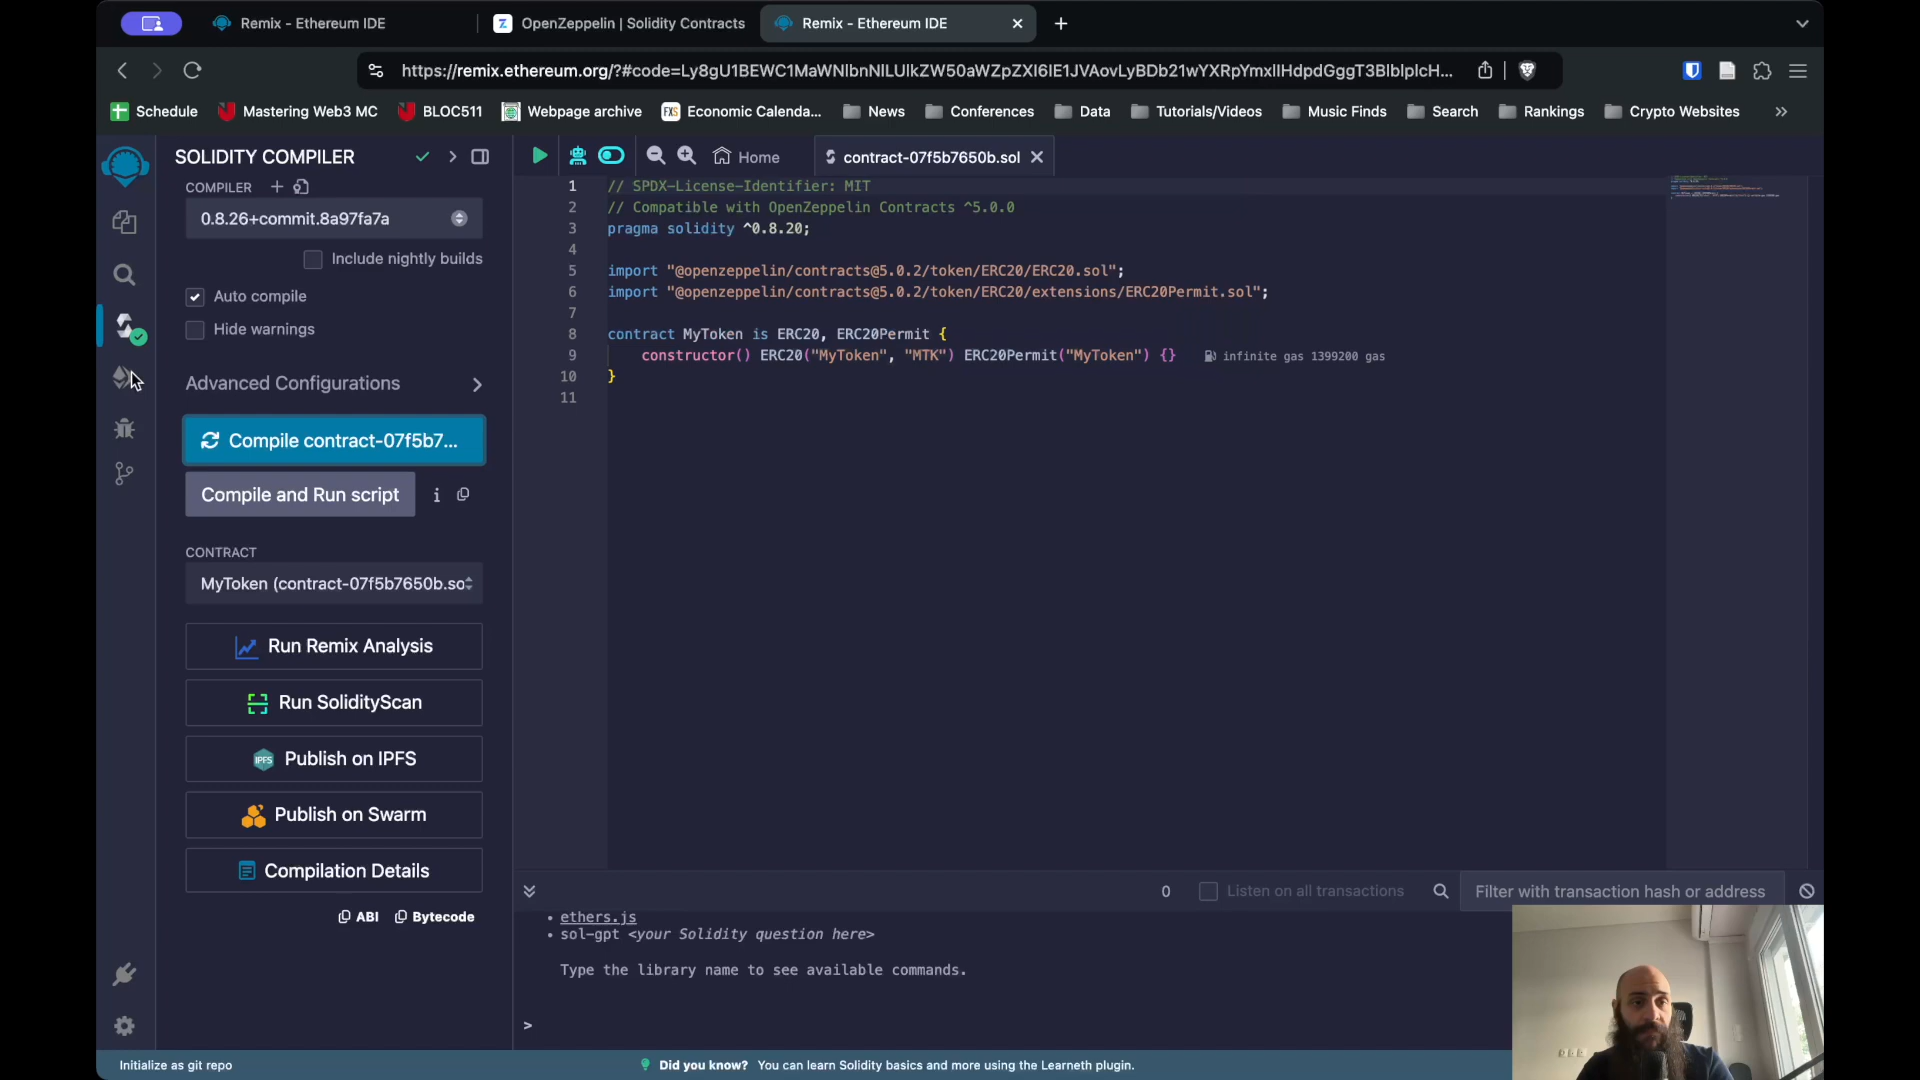 Remix - Ethereum IDE
OpenZeppelin | Solidity Contracts
Remix - Ethereum IDE
https://remix.ethereum.org/?#code=Ly8gU1BEWC1MaWNlbnNlLUlkZW50aWZpZXI6IE1JVAovLyBDb21wYXRpYmxlIHdpdGggT3BlblplcH...
Schedule
Mastering Web3 MC
BLOC511
Webpage archive
FXS
Economic Calenda...
News
Conferences
Data
Tutorials/Videos
Music Finds
Search
Rankings
Crypto Websites
SOLIDITY COMPILER
COMPILER
0.8.26+commit.8a97fa7a
Include nightly builds
Auto compile
Hide warnings
Advanced Configurations
Compile contract-07f5b7...
Compile and Run script
CONTRACT
MyToken (contract-07f5b7650b.so
Run Remix Analysis
Run SolidityScan
IPFS
Publish on IPFS
Publish on Swarm
Compilation Details
ABI
Bytecode
Home
contract-07f5b7650b.sol
1 // SPDX-License-Identifier: MIT
2 // Compatible with OpenZeppelin Contracts ^5.0.0
3 pragma solidity ^0.8.20;
4
5 import "@openzeppelin/contracts@5.0.2/token/ERC20/ERC20.sol";
6 import "@openzeppelin/contracts@5.0.2/token/ERC20/extensions/ERC20Permit.sol";
7
8 contract MyToken is ERC20, ERC20Permit {
9 constructor() ERC20("MyToken", "MTK") ERC20Permit("MyToken") {} infinite gas 1399200 gas
10 }
11
0
Listen on all transactions
Filter with transaction hash or address
• ethers.js
• sol-gpt <your Solidity question here>
Type the library name to see available commands.
>
Initialize as git repo
Did you know? You can learn Solidity basics and more using the Learneth plugin.